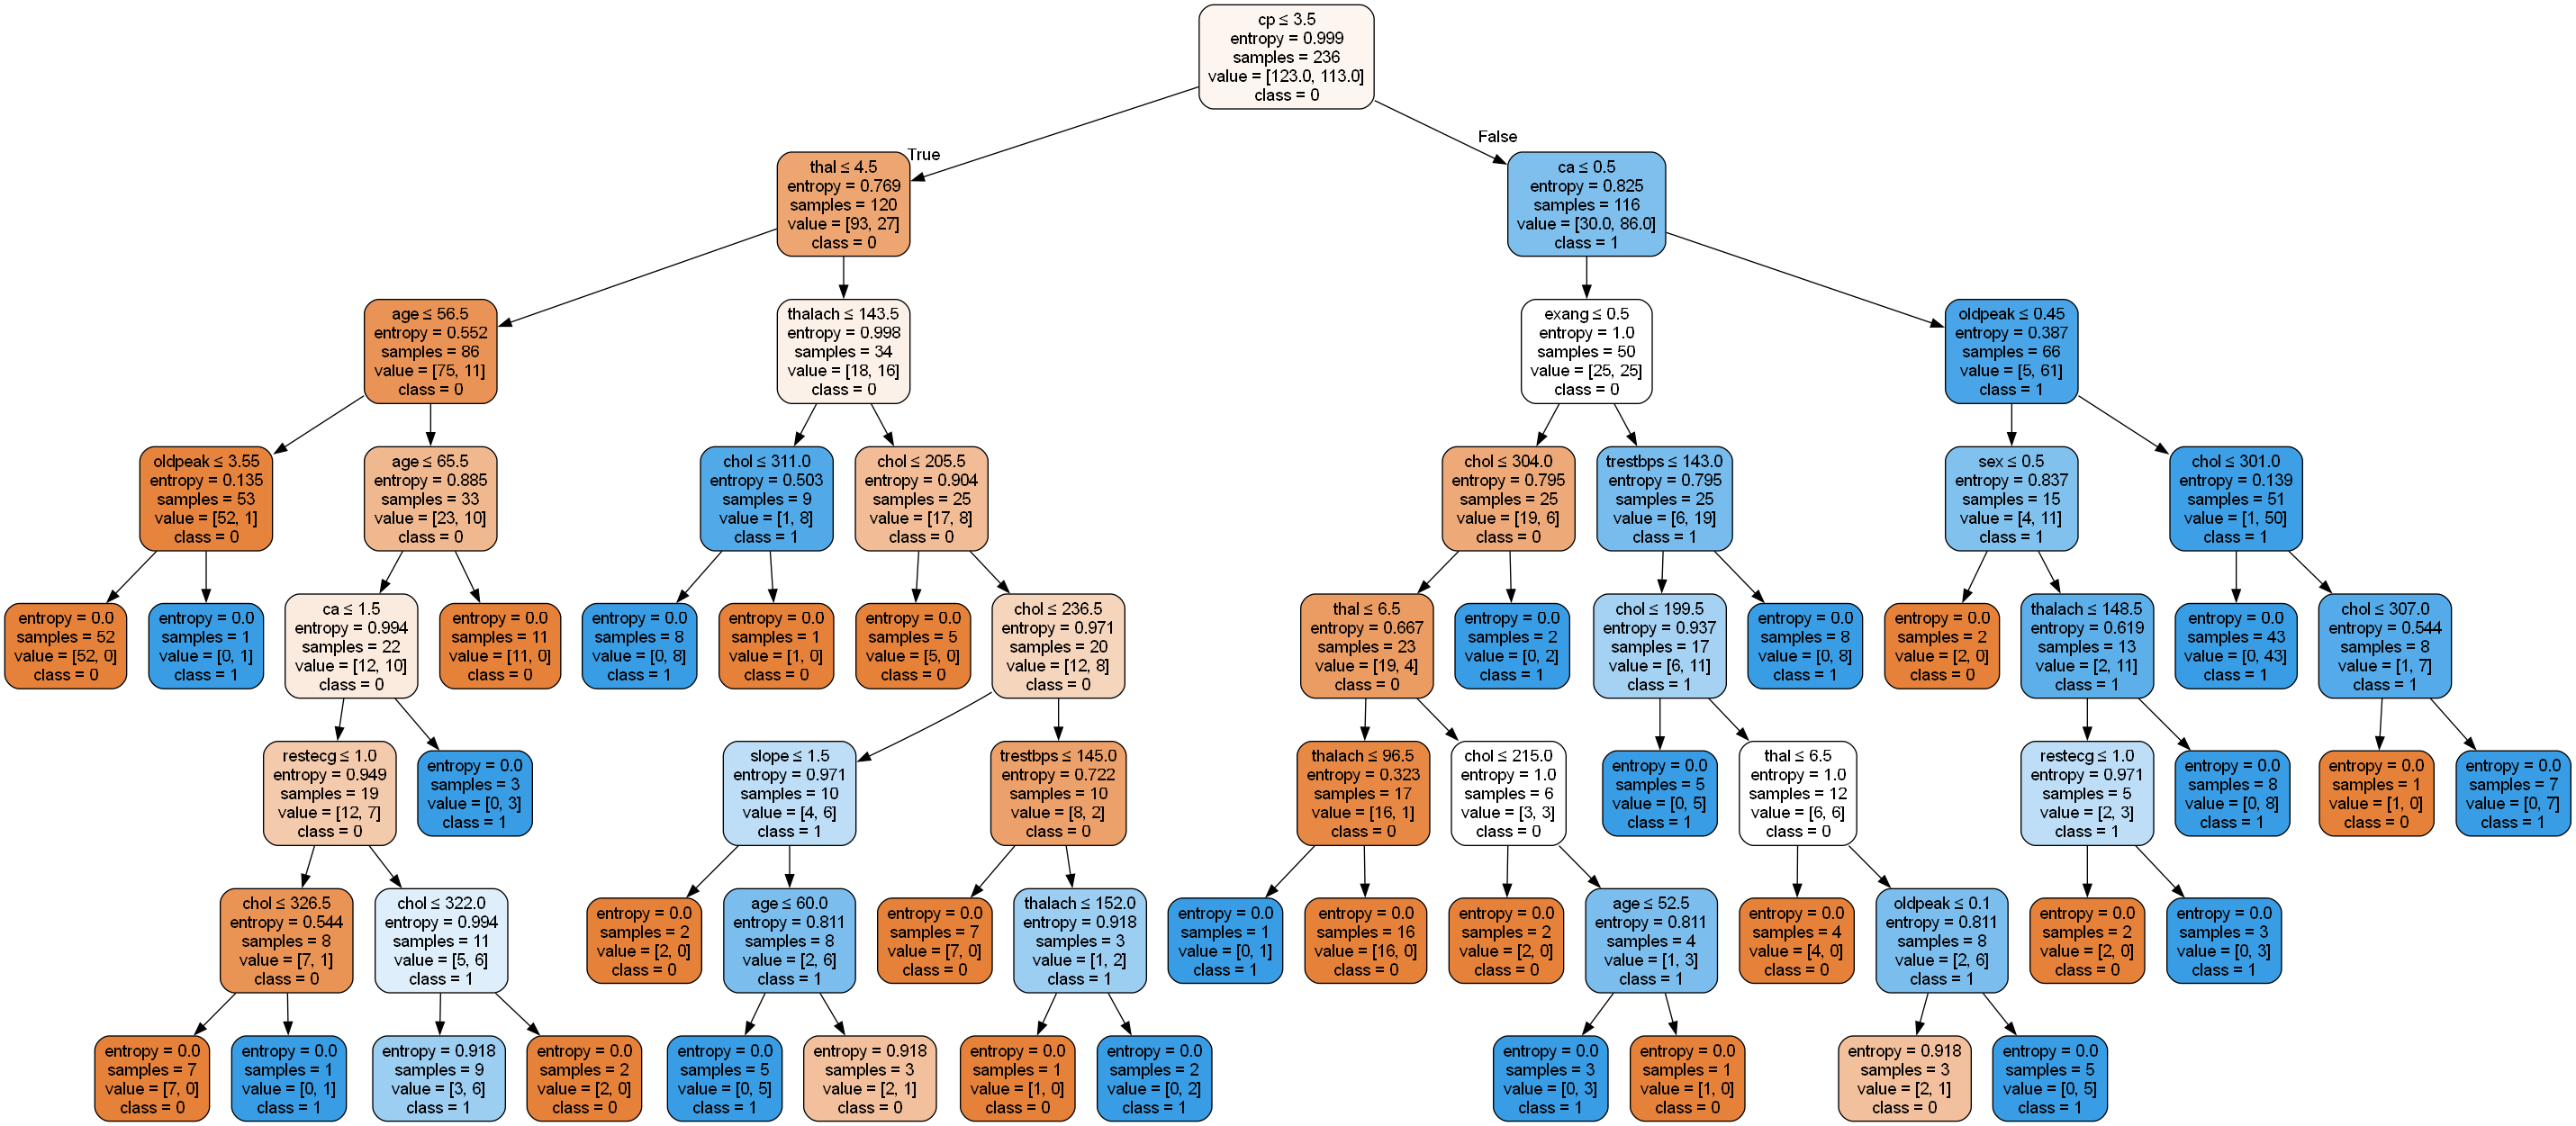 cp ≤ 3.5
entropy = 0.999
samples = 236
value = [123.0, 113.0]
class = 0
True
False
thal ≤ 4.5
entropy = 0.769
samples = 120
value = [93, 27]
class = 0
ca ≤ 0.5
entropy = 0.825
samples = 116
value = [30.0, 86.0]
class = 1
age ≤ 56.5
entropy = 0.552
samples = 86
value = [75, 11]
class = 0
thalach ≤ 143.5
entropy = 0.998
samples = 34
value = [18, 16]
class = 0
exang ≤ 0.5
entropy = 1.0
samples = 50
value = [25, 25]
class = 0
oldpeak ≤ 0.45
entropy = 0.387
samples = 66
value = [5, 61]
class = 1
oldpeak ≤ 3.55
entropy = 0.135
samples = 53
value = [52, 1]
class = 0
age ≤ 65.5
entropy = 0.885
samples = 33
value = [23, 10]
class = 0
chol ≤ 311.0
entropy = 0.503
samples = 9
value = [1, 8]
class = 1
chol ≤ 205.5
entropy = 0.904
samples = 25
value = [17, 8]
class = 0
chol ≤ 304.0
entropy = 0.795
samples = 25
value = [19, 6]
class = 0
trestbps ≤ 143.0
entropy = 0.795
samples = 25
value = [6, 19]
class = 1
sex ≤ 0.5
entropy = 0.837
samples = 15
value = [4, 11]
class = 1
chol ≤ 301.0
entropy = 0.139
samples = 51
value = [1, 50]
class = 1
entropy = 0.0
samples = 52
value = [52, 0]
class = 0
entropy = 0.0
samples = 1
value = [0, 1]
class = 1
ca ≤ 1.5
entropy = 0.994
samples = 22
value = [12, 10]
class = 0
entropy = 0.0
samples = 11
value = [11, 0]
class = 0
entropy = 0.0
samples = 8
value = [0, 8]
class = 1
entropy = 0.0
samples = 1
value = [1, 0]
class = 0
entropy = 0.0
samples = 5
value = [5, 0]
class = 0
chol ≤ 236.5
entropy = 0.971
samples = 20
value = [12, 8]
class = 0
thal ≤ 6.5
entropy = 0.667
samples = 23
value = [19, 4]
class = 0
entropy = 0.0
samples = 2
value = [0, 2]
class = 1
chol ≤ 199.5
entropy = 0.937
samples = 17
value = [6, 11]
class = 1
entropy = 0.0
samples = 8
value = [0, 8]
class = 1
entropy = 0.0
samples = 2
value = [2, 0]
class = 0
thalach ≤ 148.5
entropy = 0.619
samples = 13
value = [2, 11]
class = 1
entropy = 0.0
samples = 43
value = [0, 43]
class = 1
chol ≤ 307.0
entropy = 0.544
samples = 8
value = [1, 7]
class = 1
restecg ≤ 1.0
entropy = 0.949
samples = 19
value = [12, 7]
class = 0
entropy = 0.0
samples = 3
value = [0, 3]
class = 1
slope ≤ 1.5
entropy = 0.971
samples = 10
value = [4, 6]
class = 1
trestbps ≤ 145.0
entropy = 0.722
samples = 10
value = [8, 2]
class = 0
thalach ≤ 96.5
entropy = 0.323
samples = 17
value = [16, 1]
class = 0
chol ≤ 215.0
entropy = 1.0
samples = 6
value = [3, 3]
class = 0
entropy = 0.0
samples = 5
value = [0, 5]
class = 1
thal ≤ 6.5
entropy = 1.0
samples = 12
value = [6, 6]
class = 0
restecg ≤ 1.0
entropy = 0.971
samples = 5
value = [2, 3]
class = 1
entropy = 0.0
samples = 8
value = [0, 8]
class = 1
entropy = 0.0
samples = 1
value = [1, 0]
class = 0
entropy = 0.0
samples = 7
value = [0, 7]
class = 1
chol ≤ 326.5
entropy = 0.544
samples = 8
value = [7, 1]
class = 0
chol ≤ 322.0
entropy = 0.994
samples = 11
value = [5, 6]
class = 1
entropy = 0.0
samples = 2
value = [2, 0]
class = 0
age ≤ 60.0
entropy = 0.811
samples = 8
value = [2, 6]
class = 1
entropy = 0.0
samples = 7
value = [7, 0]
class = 0
thalach ≤ 152.0
entropy = 0.918
samples = 3
value = [1, 2]
class = 1
entropy = 0.0
samples = 1
value = [0, 1]
class = 1
entropy = 0.0
samples = 16
value = [16, 0]
class = 0
entropy = 0.0
samples = 2
value = [2, 0]
class = 0
age ≤ 52.5
entropy = 0.811
samples = 4
value = [1, 3]
class = 1
entropy = 0.0
samples = 4
value = [4, 0]
class = 0
oldpeak ≤ 0.1
entropy = 0.811
samples = 8
value = [2, 6]
class = 1
entropy = 0.0
samples = 2
value = [2, 0]
class = 0
entropy = 0.0
samples = 3
value = [0, 3]
class = 1
entropy = 0.0
samples = 7
value = [7, 0]
class = 0
entropy = 0.0
samples = 1
value = [0, 1]
class = 1
entropy = 0.918
samples = 9
value = [3, 6]
class = 1
entropy = 0.0
samples = 2
value = [2, 0]
class = 0
entropy = 0.0
samples = 5
value = [0, 5]
class = 1
entropy = 0.918
samples = 3
value = [2, 1]
class = 0
entropy = 0.0
samples = 1
value = [1, 0]
class = 0
entropy = 0.0
samples = 2
value = [0, 2]
class = 1
entropy = 0.0
samples = 3
value = [0, 3]
class = 1
entropy = 0.0
samples = 1
value = [1, 0]
class = 0
entropy = 0.918
samples = 3
value = [2, 1]
class = 0
entropy = 0.0
samples = 5
value = [0, 5]
class = 1